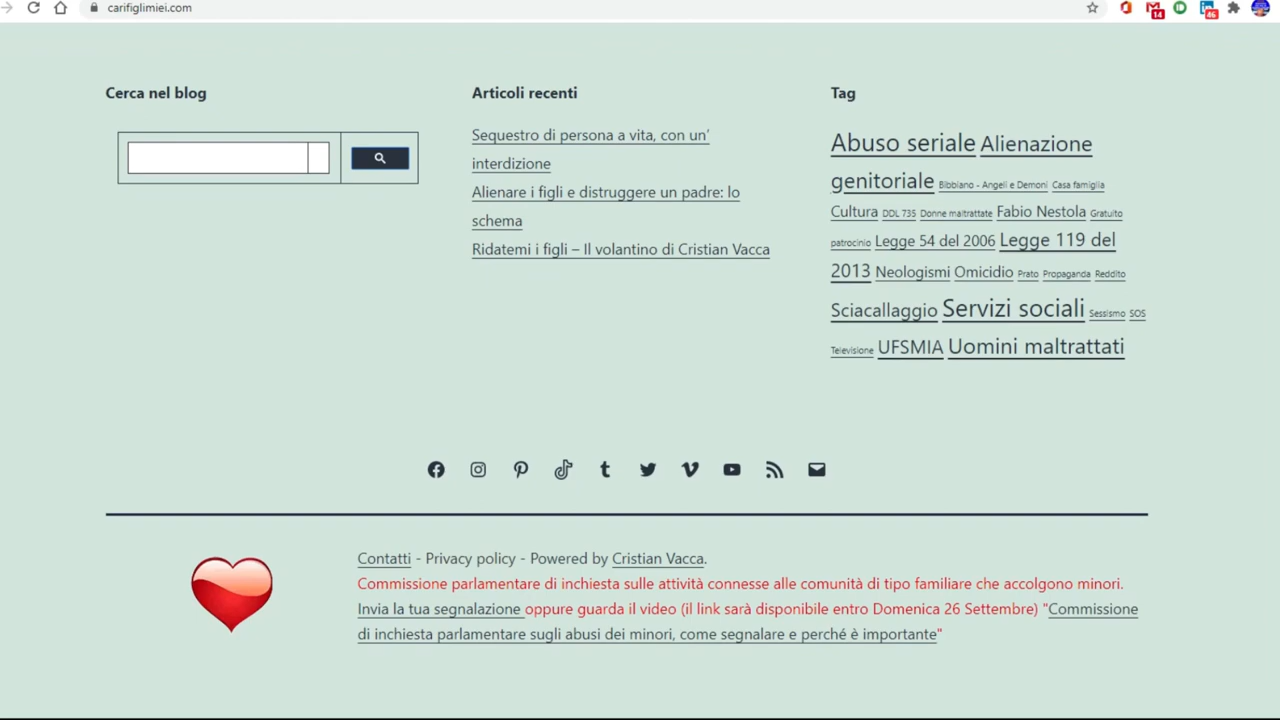 carifiglimiei.com
14
46
Cerca nel blog
Articoli recenti
Sequestro di persona a vita, con un'
interdizione
Alienare i figli e distruggere un padre: lo
schema
Ridatemi i figli – Il volantino di Cristian Vacca
Tag
Abuso seriale Alienazione
genitoriale Bibbiano - Angeli e Demoni Casa famiglia
Cultura DDL 735 Donne maltrattate Fabio Nestola Gratuito
patrocinio Legge 54 del 2006 Legge 119 del
2013 Neologismi Omicidio Prato Propaganda Reddito
Sciacallaggio Servizi sociali Sessismo SOS
Televisione UFSMIA Uomini maltrattati
Contatti - Privacy policy - Powered by Cristian Vacca.
Commissione parlamentare di inchiesta sulle attività connesse alle comunità di tipo familiare che accolgono minori.
Invia la tua segnalazione oppure guarda il video (il link sarà disponibile entro Domenica 26 Settembre) "Commissione
di inchiesta parlamentare sugli abusi dei minori, come segnalare e perché è importante"